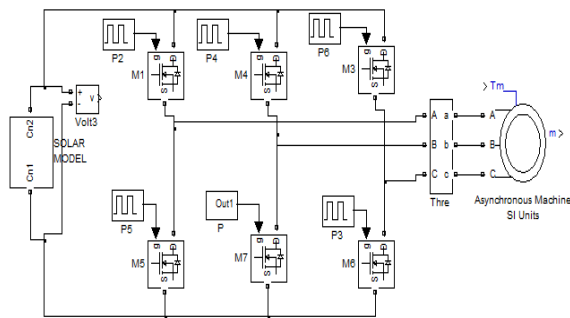 P2
P4
P6
g
D
S
M1
g
D
S
M4
g
D
S
M3
+
-
v
Volt3
Cn2
Cn1
SOLAR
MODEL
A
B
C
a
b
c
Thre
Tm
A
B
C
m
Asynchronous Machine
SI Units
P5
Out1
P
P3
g
D
S
M5
g
D
S
M7
g
D
S
M6